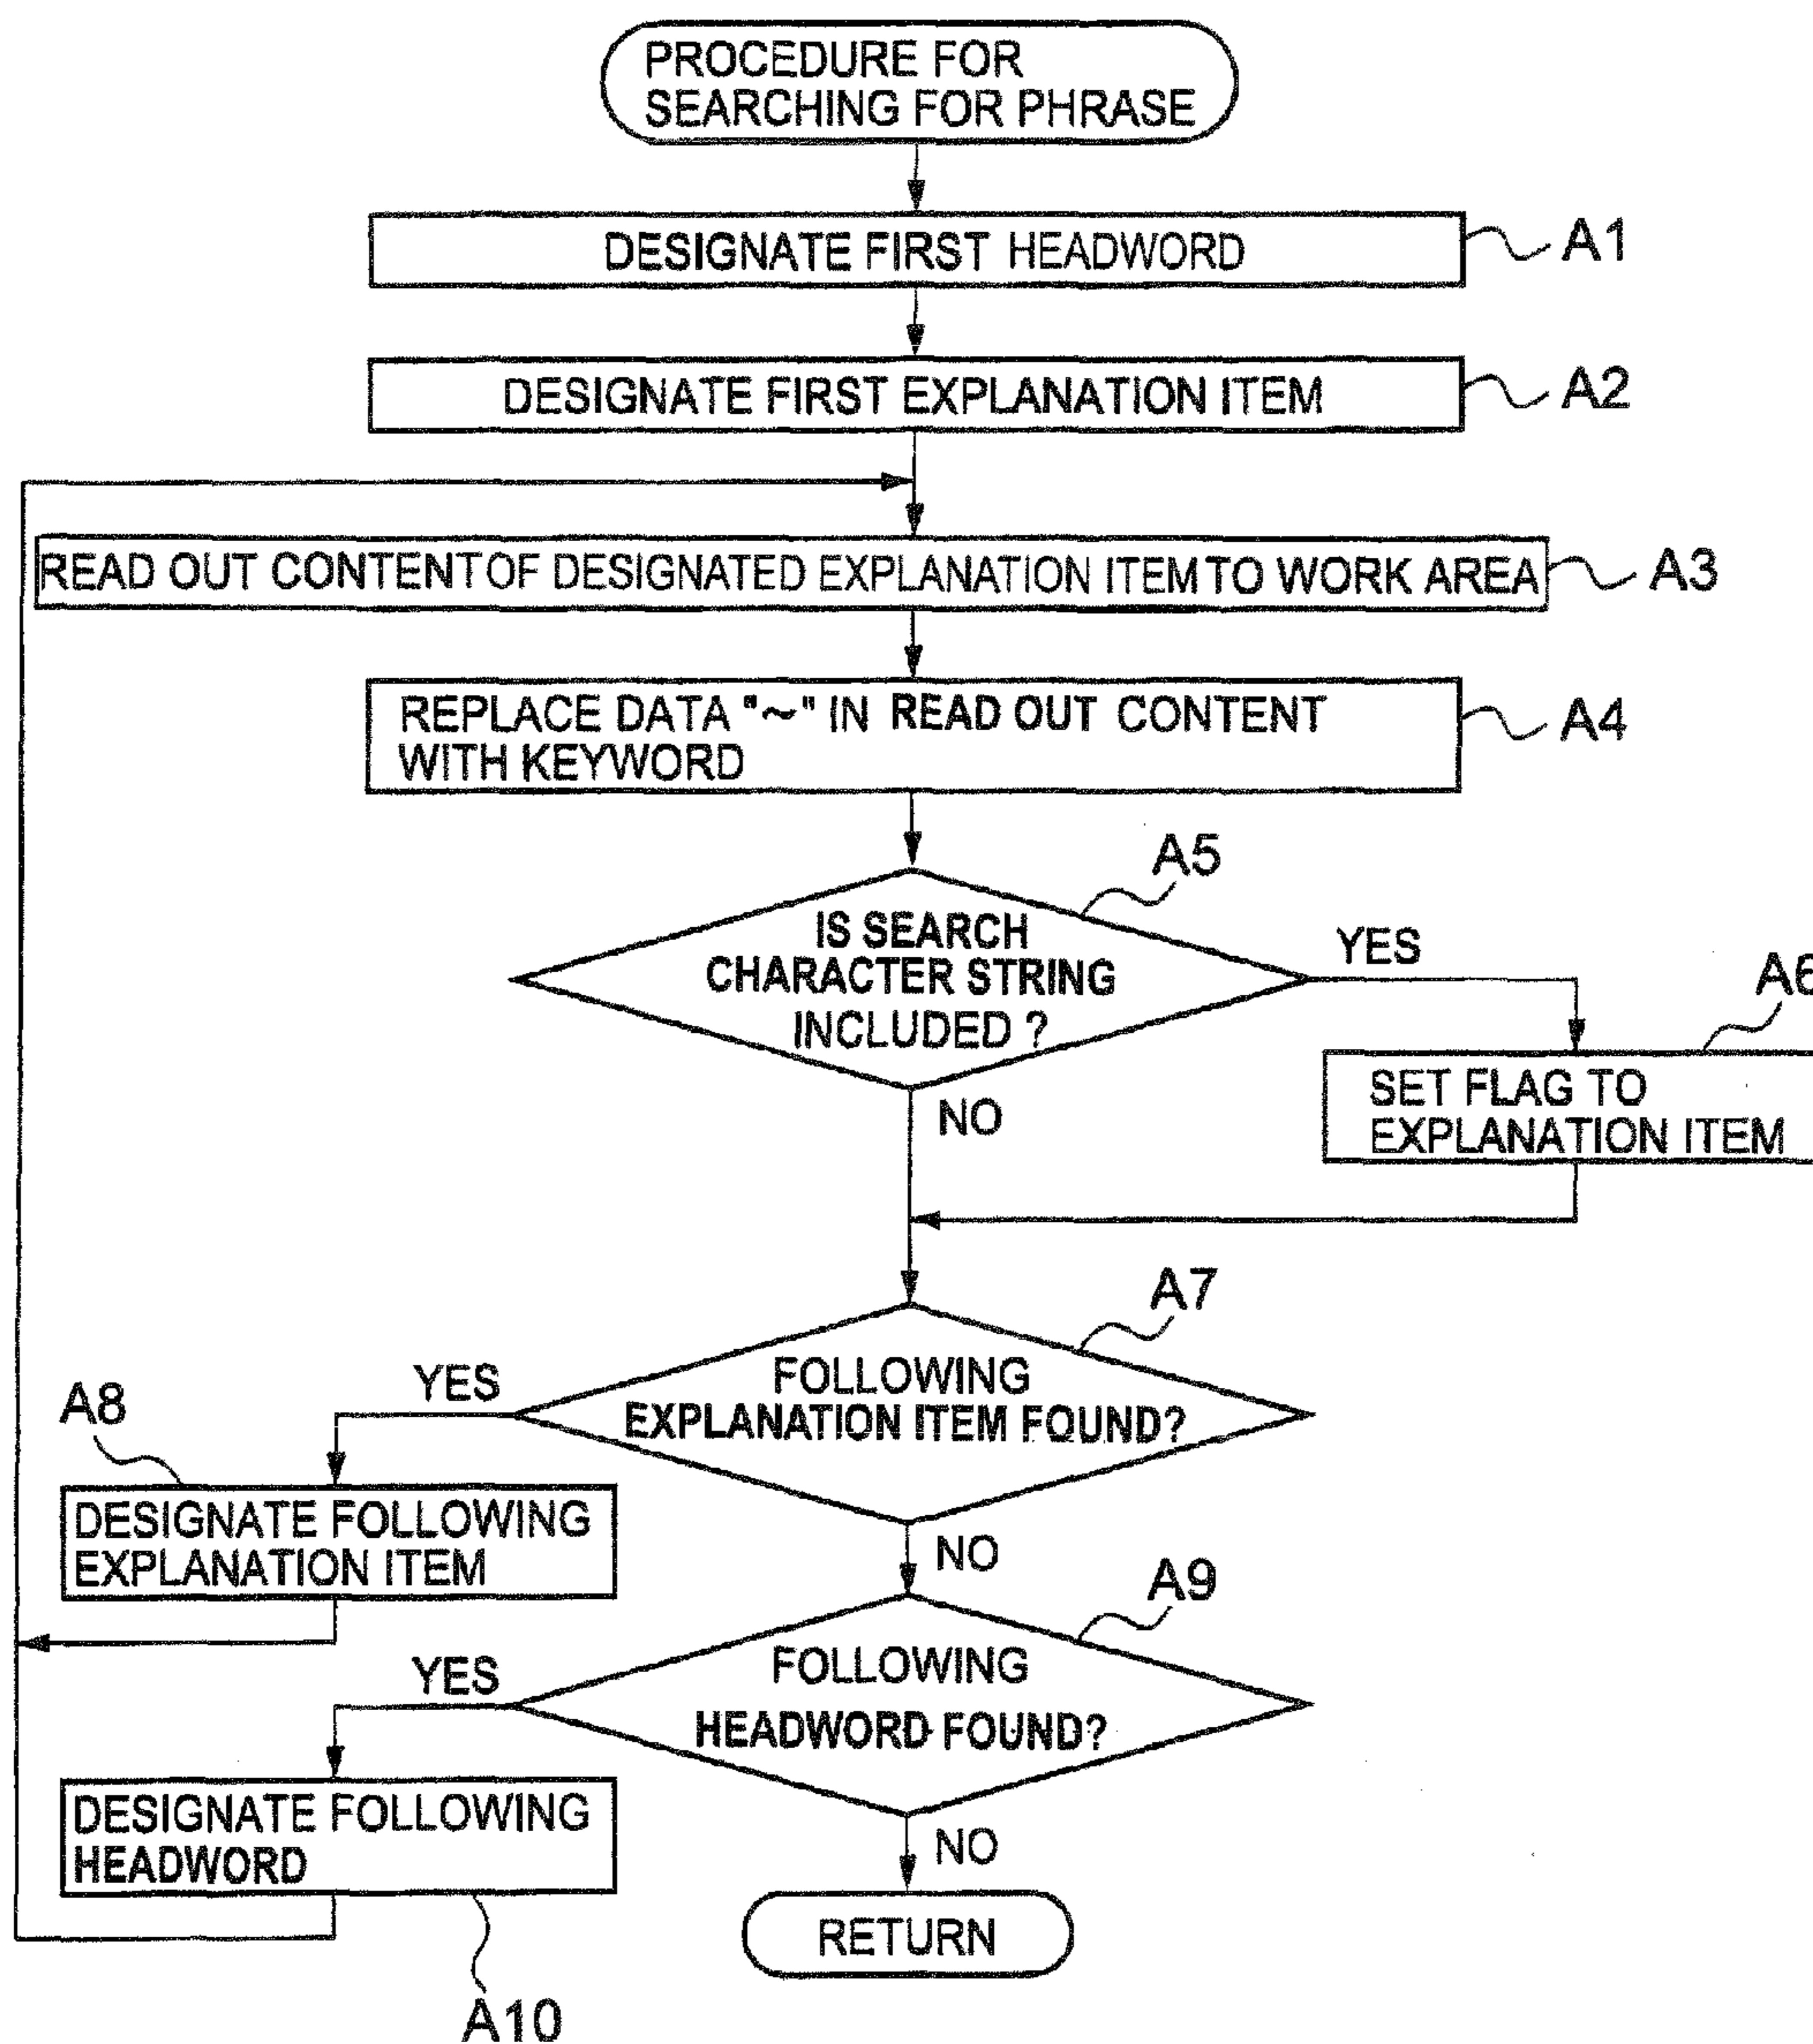 PROCEDURE FOR
SEARCHING FOR PHRASE
DESIGNATE FIRST HEADWORD
A1
DESIGNATE FIRST EXPLANATION ITEM
A2
READ OUT CONTENT OF DESIGNATED EXPLANATION ITEM TO WORK AREA
A3
REPLACE DATA "~" IN READ OUT CONTENT
WITH KEYWORD
A4
A5
IS SEARCH
CHARACTER STRING
INCLUDED ?
YES
A6
SET FLAG TO
EXPLANATION ITEM
NO
A7
FOLLOWING
EXPLANATION ITEM FOUND?
YES
A8
DESIGNATE FOLLOWING
EXPLANATION ITEM
NO
A9
FOLLOWING
HEADWORD FOUND?
YES
DESIGNATE FOLLOWING
HEADWORD
A10
NO
RETURN